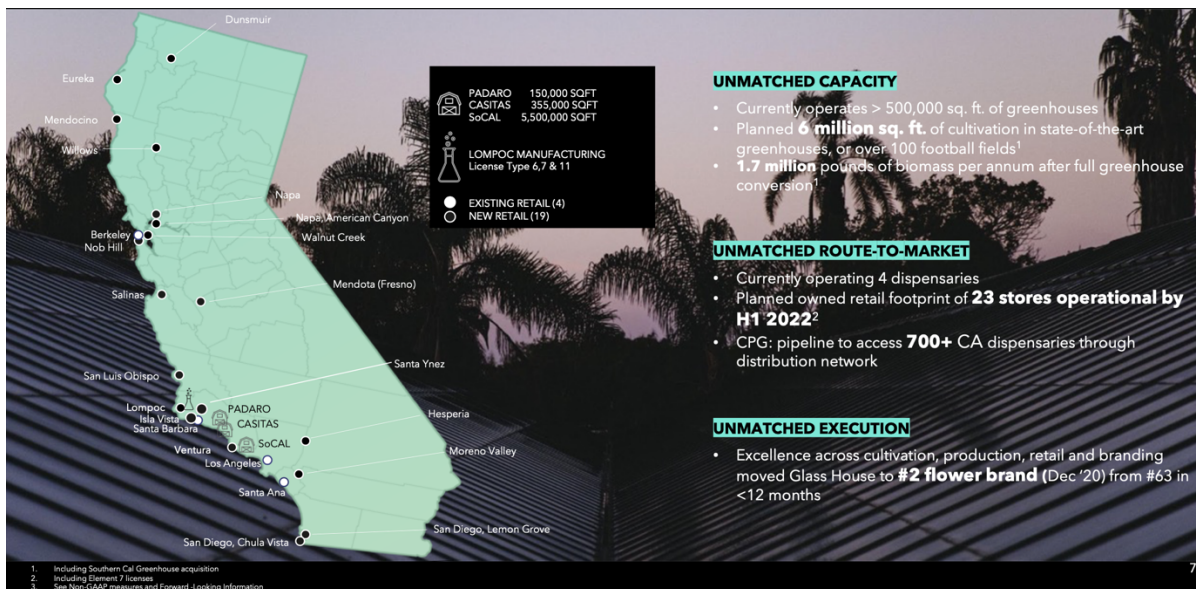 Dunsmuir
Eureka
Mendocino
Willows
Napa
Napa, American Canyon
Berkeley
Walnut Creek
Nob Hill
Salinas
Mendota (Fresno)
San Luis Obispo
Santa Ynez
Lompoc
PADARO
Isla Vista
CASITAS
Santa Barbara
Hesperia
Ventura
SoCAL
Moreno Valley
Los Angeles
Santa Ana
San Diego, Lemon Grove
San Diego, Chula Vista
PADARO 150,000 SQFT
CASITAS 355,000 SQFT
SoCAL 5,500,000 SQFT
LOMPOC MANUFACTURING
License Type 6,7 & 11
EXISTING RETAIL (4)
NEW RETAIL (19)
UNMATCHED CAPACITY
• Currently operates > 500,000 sq. ft. of greenhouses
• Planned 6 million sq. ft. of cultivation in state-of-the-art
greenhouses, or over 100 football fields1
• 1.7 million pounds of biomass per annum after full greenhouse
conversion1
UNMATCHED ROUTE-TO-MARKET
• Currently operating 4 dispensaries
• Planned owned retail footprint of 23 stores operational by
H1 20222
• CPG: pipeline to access 700+ CA dispensaries through
distribution network
UNMATCHED EXECUTION
• Excellence across cultivation, production, retail and branding
moved Glass House to #2 flower brand (Dec '20) from #63 in
<12 months
1. Including Southern Cal Greenhouse acquisition
2. Including Element 7 licenses
3. See Non-GAAP measures and Forward -Looking Information
7